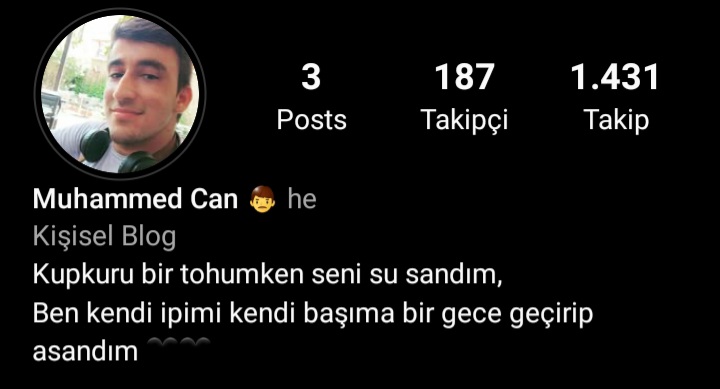 3 187 1.431
Posts Takipçi Takip
Muhammed Can 🙎‍♂️ he
Kişisel Blog
Kupkuru bir tohumken seni su sandım,
Ben kendi ipimi kendi başıma bir gece geçirip
asandım 🖤🖤